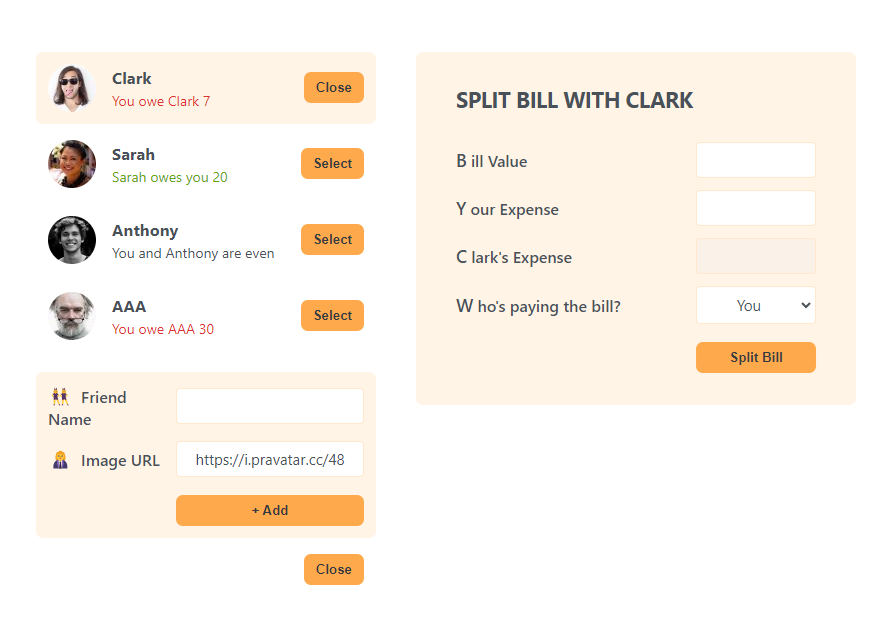 Clark
You owe Clark 7
Close
Sarah
Sarah owes you 20
Select
Anthony
You and Anthony are even
Select
AAA
You owe AAA 30
Select
👯 Friend
Name
🙍‍♀️ Image URL
https://i.pravatar.cc/48
+ Add
Close
SPLIT BILL WITH CLARK
B ill Value
Y our Expense
C lark's Expense
W ho's paying the bill?
You
Split Bill